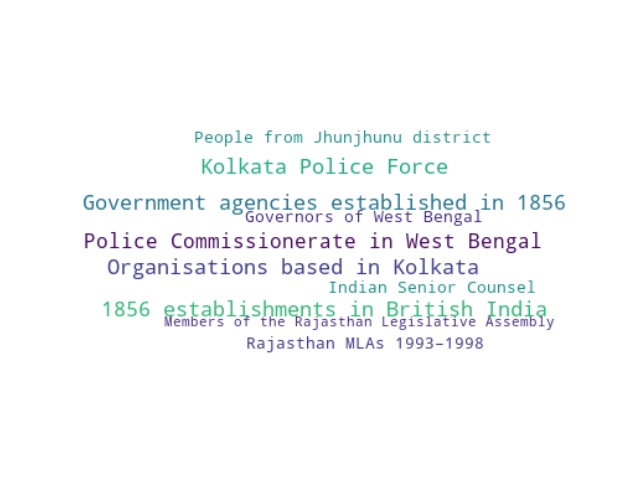 People from Jhunjhunu district
Kolkata Police Force
Government agencies established in 1856
Governors of West Bengal
Police Commissionerate in West Bengal
Organisations based in Kolkata
Indian Senior Counsel
1856 establishments in British India
Members of the Rajasthan Legislative Assembly
Rajasthan MLAs 1993–1998